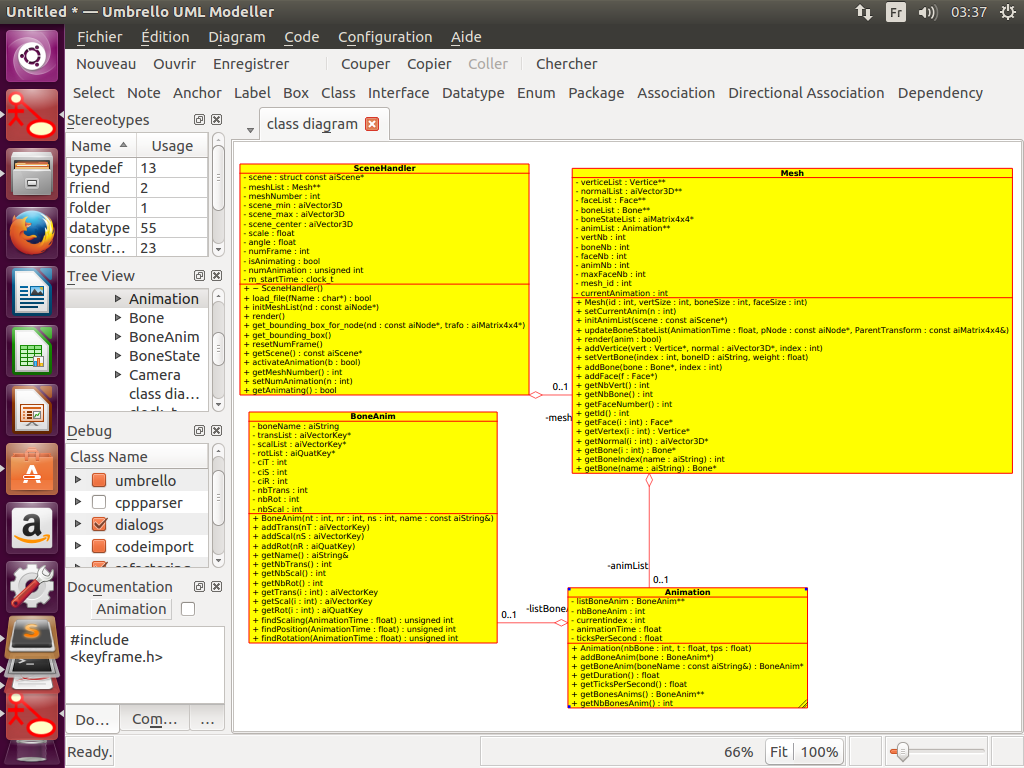 Untitled * — Umbrello UML Modeller
Fr
03:37
Fichier Édition Diagram Code Configuration Aide
Nouveau Ouvrir Enregistrer Couper Copier Coller Chercher
Select Note Anchor Label Box Class Interface Datatype Enum Package Association Directional Association Dependency
Stereotypes
Name Usage
typedef 13
friend 2
folder 1
datatype 55
constr... 23
Tree View
Animation
Bone
BoneAnim
BoneState
Camera
class dia...
clock_t
Debug
Class Name
umbrello
cppparser
dialogs
codeimport
refactoring
Documentation
Animation
#include
<keyframe.h>
Do... Com... ...
Ready.
class diagram
SceneHandler
- scene : struct const aiScene*
- meshList : Mesh**
- meshNumber : int
- scene_min : aiVector3D
- scene_max : aiVector3D
- scene_center : aiVector3D
- scale : float
- angle : float
- numFrame : int
- isAnimating : bool
- numAnimation : unsigned int
- m_startTime : clock_t
+ ~ SceneHandler()
+ load_file(fName : char*) : bool
+ initMeshList(nd : const aiNode*)
+ render()
+ get_bounding_box_for_node(nd : const aiNode*, trafo : aiMatrix4x4*)
+ get_bounding_box()
+ resetNumFrame()
+ getScene() : const aiScene*
+ activateAnimation(b : bool)
+ getMeshNumber() : int
+ setNumAnimation(n : int)
+ getAnimating() : bool
0..1
-mesh
Mesh
- verticeList : Vertice**
- normalList : aiVector3D**
- faceList : Face**
- boneList : Bone**
- boneStateList : aiMatrix4x4*
- animList : Animation**
- vertNb : int
- boneNb : int
- faceNb : int
- animNb : int
- maxFaceNb : int
- mesh_id : int
- currentAnimation : int
+ Mesh(id : int, vertSize : int, boneSize : int, faceSize : int)
+ setCurrentAnim(n : int)
+ initAnimList(scene : const aiScene*)
+ updateBoneStateList(AnimationTime : float, pNode : const aiNode*, ParentTransform : const aiMatrix4x4&)
+ render(anim : bool)
+ addVertice(vert : Vertice*, normal : aiVector3D*, index : int)
+ setVertBone(index : int, boneID : aiString, weight : float)
+ addBone(bone : Bone*, index : int)
+ addFace(f : Face*)
+ getNbVert() : int
+ getNbBone() : int
+ getFaceNumber() : int
+ getId() : int
+ getFace(i : int) : Face*
+ getVertex(i : int) : Vertice*
+ getNormal(i : int) : aiVector3D*
+ getBone(i : int) : Bone*
+ getBoneIndex(name : aiString) : int
+ getBone(name : aiString) : Bone*
BoneAnim
- boneName : aiString
- transList : aiVectorKey*
- scalList : aiVectorKey*
- rotList : aiQuatKey*
- ciT : int
- ciS : int
- ciR : int
- nbTrans : int
- nbRot : int
- nbScal : int
+ BoneAnim(nt : int, nr : int, ns : int, name : const aiString&)
+ addTrans(nT : aiVectorKey)
+ addScal(nS : aiVectorKey)
+ addRot(nR : aiQuatKey)
+ getName() : aiString&
+ getNbTrans() : int
+ getNbScal() : int
+ getNbRot() : int
+ getTrans(i : int) : aiVectorKey
+ getScal(i : int) : aiVectorKey
+ getRot(i : int) : aiQuatKey
+ findScaling(AnimationTime : float) : unsigned int
+ findPosition(AnimationTime : float) : unsigned int
+ findRotation(AnimationTime : float) : unsigned int
-animList
0..1
-listBoneA
0..1
Animation
- listBoneAnim : BoneAnim**
- nbBoneAnim : int
- currentIndex : int
- animationTime : float
- ticksPerSecond : float
+ Animation(nbBone : int, t : float, tps : float)
+ addBoneAnim(bone : BoneAnim*)
+ getBoneAnim(boneName : const aiString&) : BoneAnim*
+ getDuration() : float
+ getTicksPerSecond() : float
+ getBonesAnims() : BoneAnim**
+ getNbBonesAnim() : int
66% Fit 100%